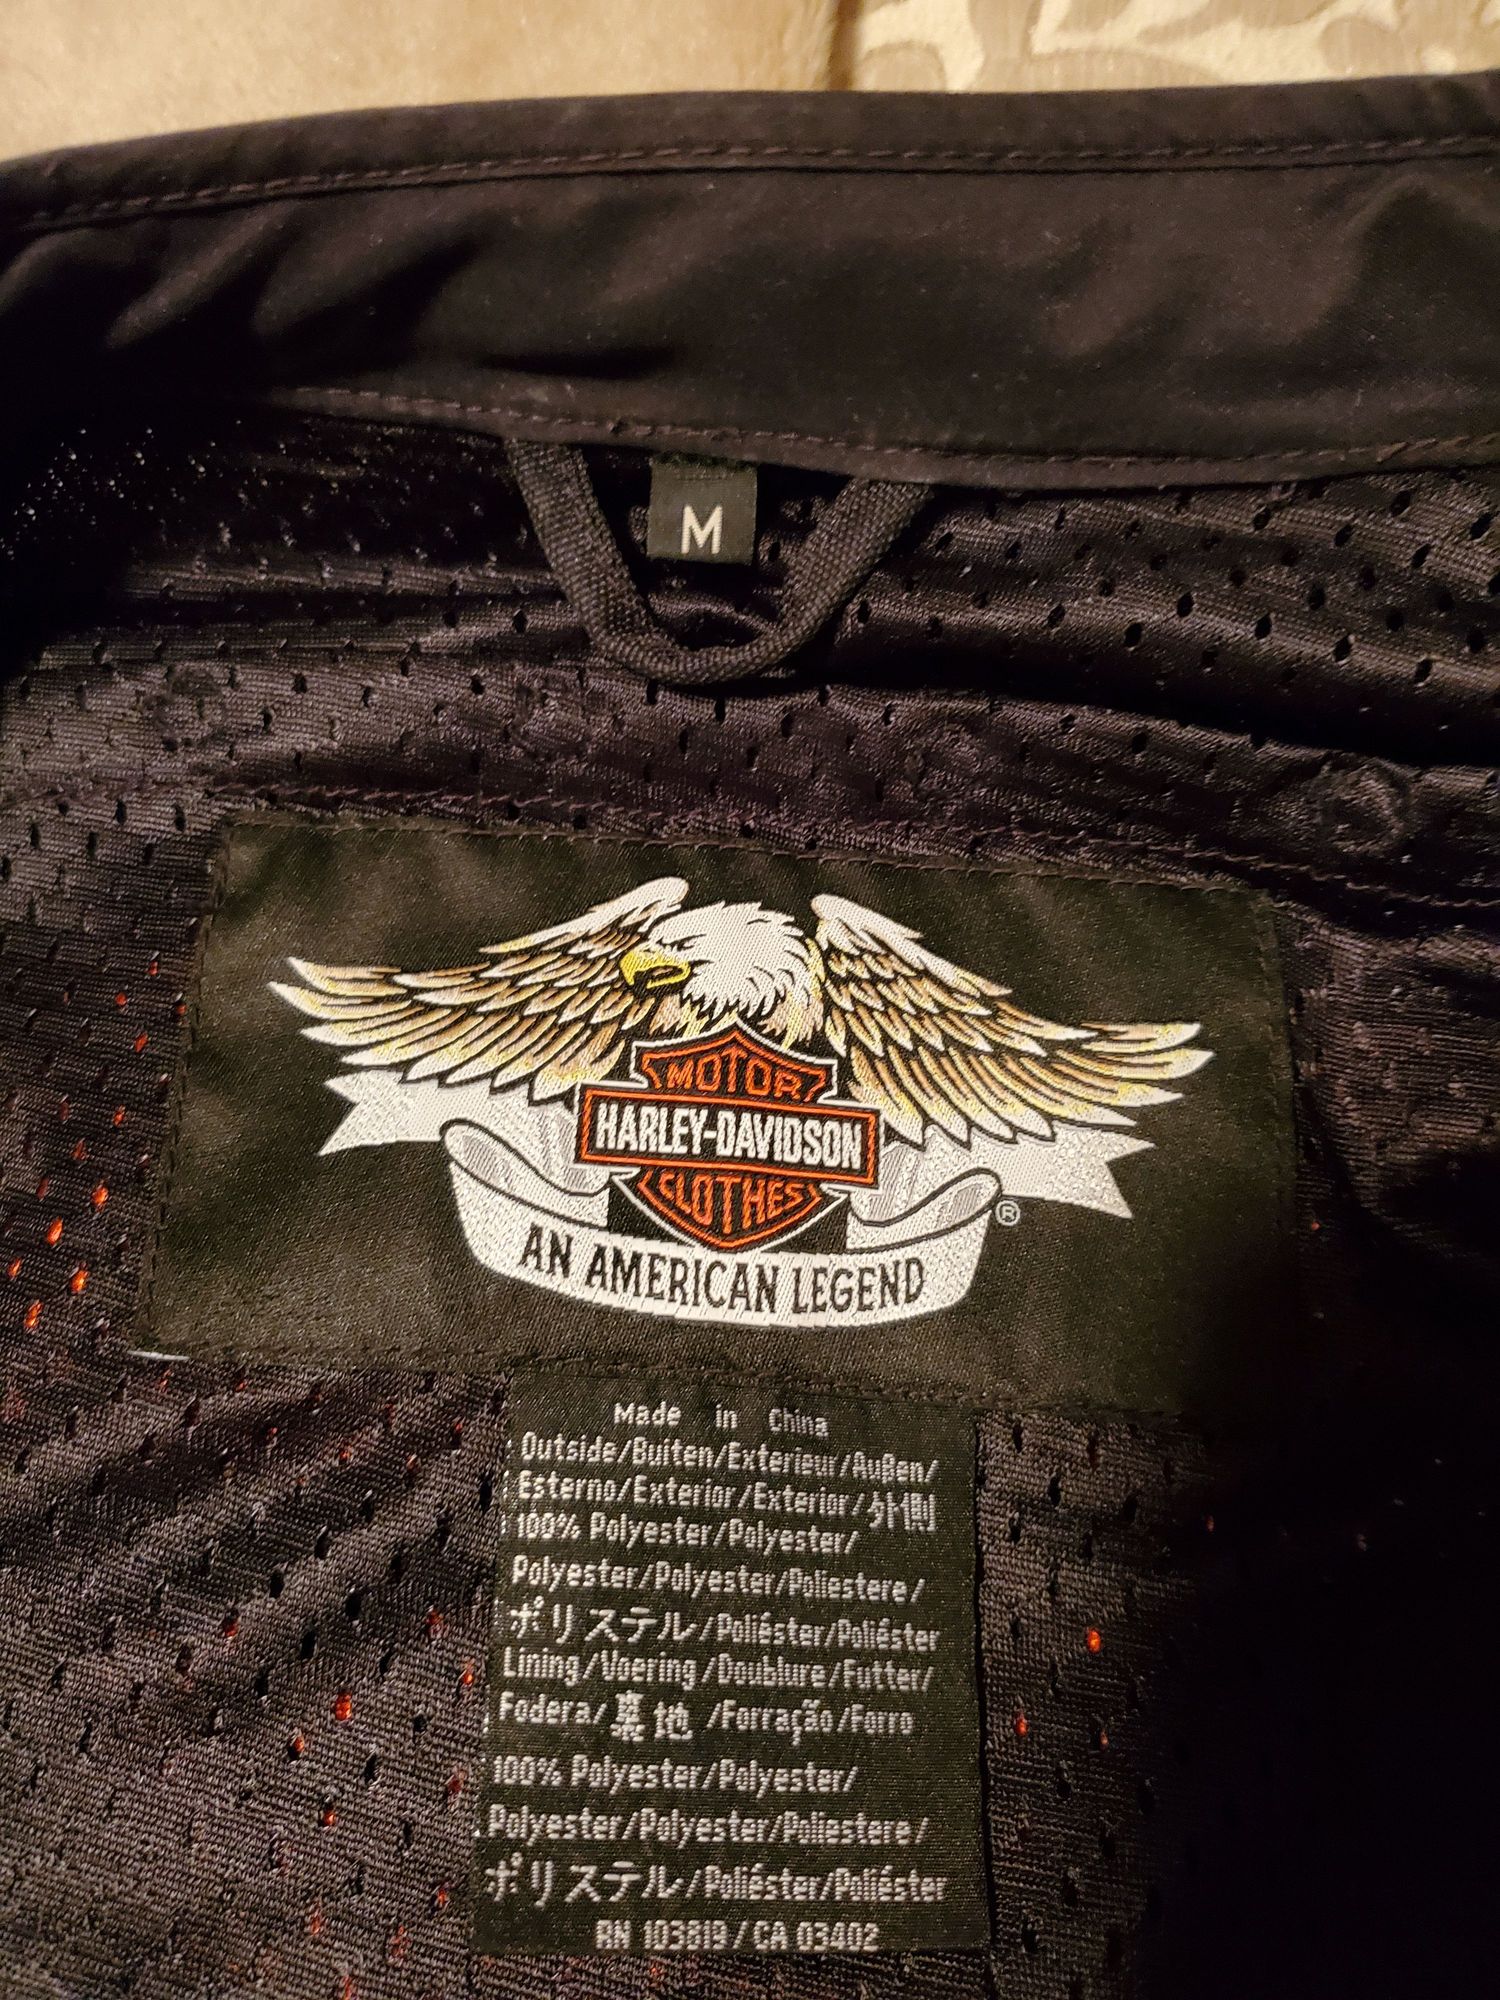 M
MOTOR
HARLEY-DAVIDSON
CLOTHES
®
AN AMERICAN LEGEND
Made in China
Outside/Buiten/Exterieur/Außen/
Esterno/Exterior/Exterior/外側
100% Polyester/Polyester/
Polyester/Polyester/Poliestere/
ポリステル/Poliéster/Poliéster
Lining/Voering/Doublure/Futter/
Fodera/裏地/Forração/Forro
100% Polyester/Polyester/
Polyester/Polyester/Poliestere/
ポリステル/Poliéster/Poliéster
RN 103819/CA 03402